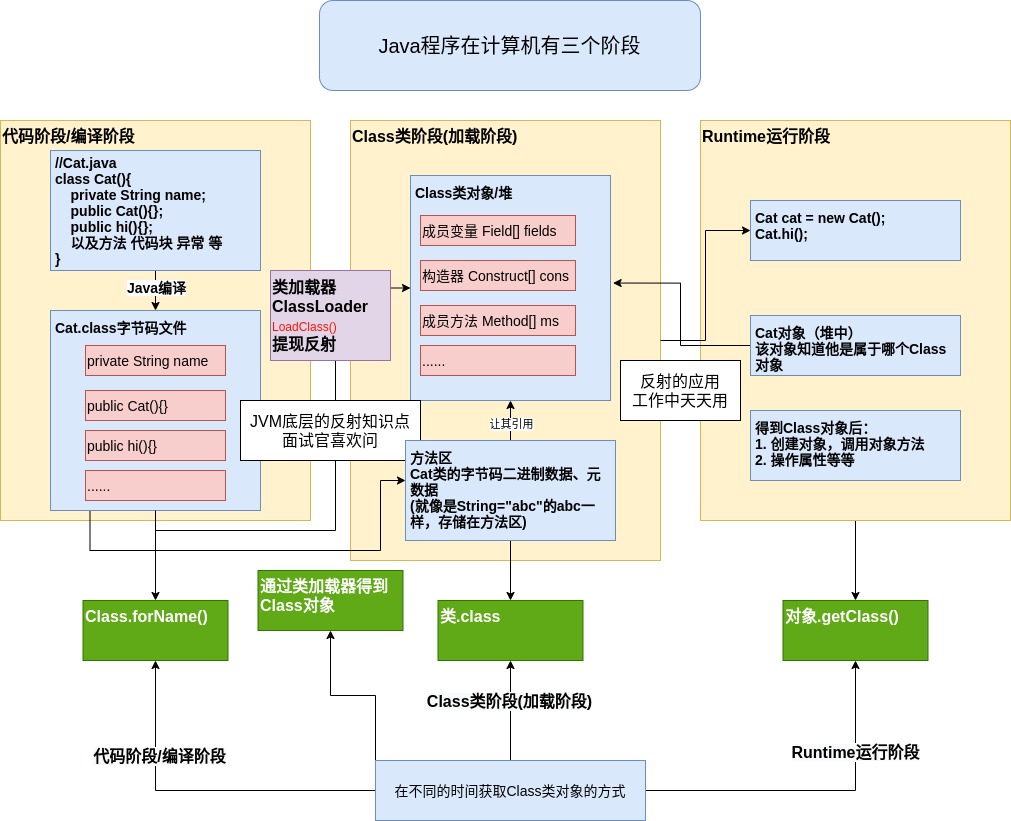 Java程序在计算机有三个阶段
代码阶段/编译阶段
//Cat.java
class Cat(){
private String name;
public Cat(){};
public hi(){};
以及方法 代码块 异常 等
}
Java编译
Cat.class字节码文件
private String name
public Cat(){}
public hi(){}
......
类加载器
ClassLoader
LoadClass()
提现反射
JVM底层的反射知识点
面试官喜欢问
Class类阶段(加载阶段)
Class类对象/堆
成员变量 Field[] fields
构造器 Construct[] cons
成员方法 Method[] ms
......
让其引用
方法区
Cat类的字节码二进制数据、元
数据
(就像是String="abc"的abc一
样，存储在方法区)
Runtime运行阶段
Cat cat = new Cat();
Cat.hi();
Cat对象（堆中）
该对象知道他是属于哪个Class
对象
反射的应用
工作中天天用
得到Class对象后：
1. 创建对象，调用对象方法
2. 操作属性等等
Class.forName()
通过类加载器得到
Class对象
类.class
对象.getClass()
代码阶段/编译阶段
Class类阶段(加载阶段)
Runtime运行阶段
在不同的时间获取Class类对象的方式